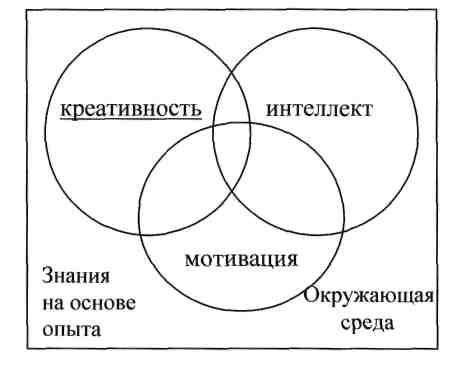 креативность
интеллект
мотивация
Знания
на основе
опыта
Окружающая
среда